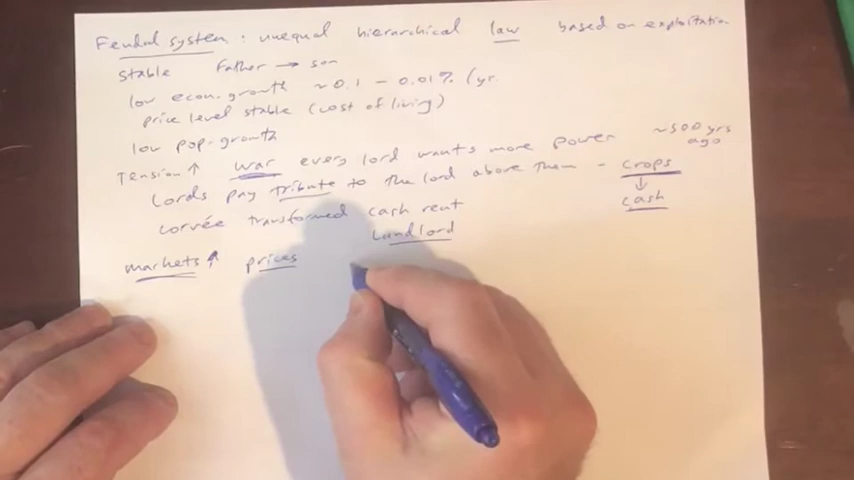 Feudal system : unequal hierarchical law based on exploitation
stable Father → son
low econ. growth ~0.1 - 0.01% (yr.
price level stable (cost of living)
low pop. growth
Tension ↑ war every lord wants more power ~500 yrs ago
Lords pay tribute to the lord above them - crops
↓
cash
corvée transformed cash rent
Landlord
markets ↑ prices